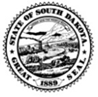 STATE OF SOUTH DAKOTA
GREAT SEAL
1889